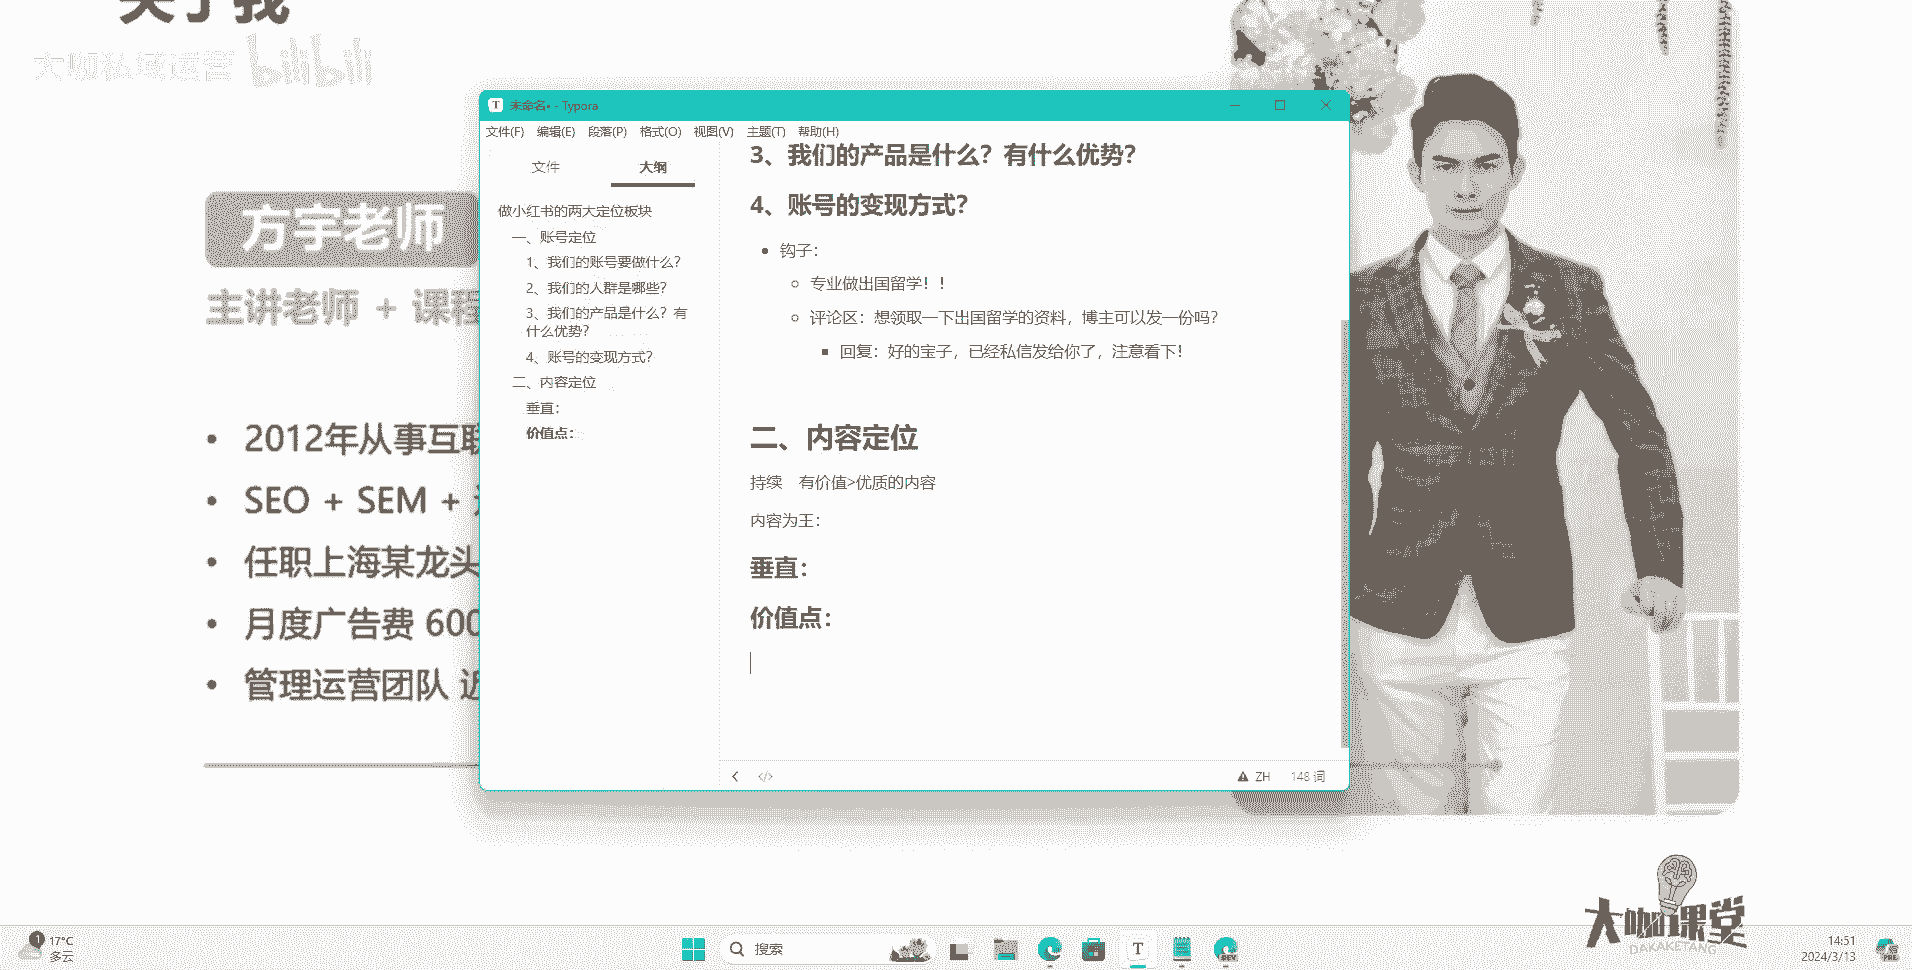 关于我
大咖私域运营 bilibili
方宇老师
主讲老师 + 课程
2012年从事互联
SEO + SEM +
任职上海某龙头
月度广告费 600
管理运营团队 近
未命名• - Typora
文件(F) 编辑(E) 段落(P) 格式(O) 视图(V) 主题(T) 帮助(H)
文件 大纲
做小红书的两大定位板块
一、账号定位
1、我们的账号要做什么？
2、我们的人群是哪些？
3、我们的产品是什么？有
什么优势？
4、账号的变现方式？
二、内容定位
垂直：
价值点：
3、我们的产品是什么？有什么优势？
4、账号的变现方式？
钩子：
专业做出国留学！！
评论区：想领取一下出国留学的资料，博主可以发一份吗？
回复：好的宝子，已经私信发给你了，注意看下！
二、内容定位
持续 有价值>优质的内容
内容为王：
垂直：
价值点：
ZH 148 词
大咖课堂
DAKAKETANG
1
17°C
多云
搜索
T
DEV
14:51
2024/3/13
PRE